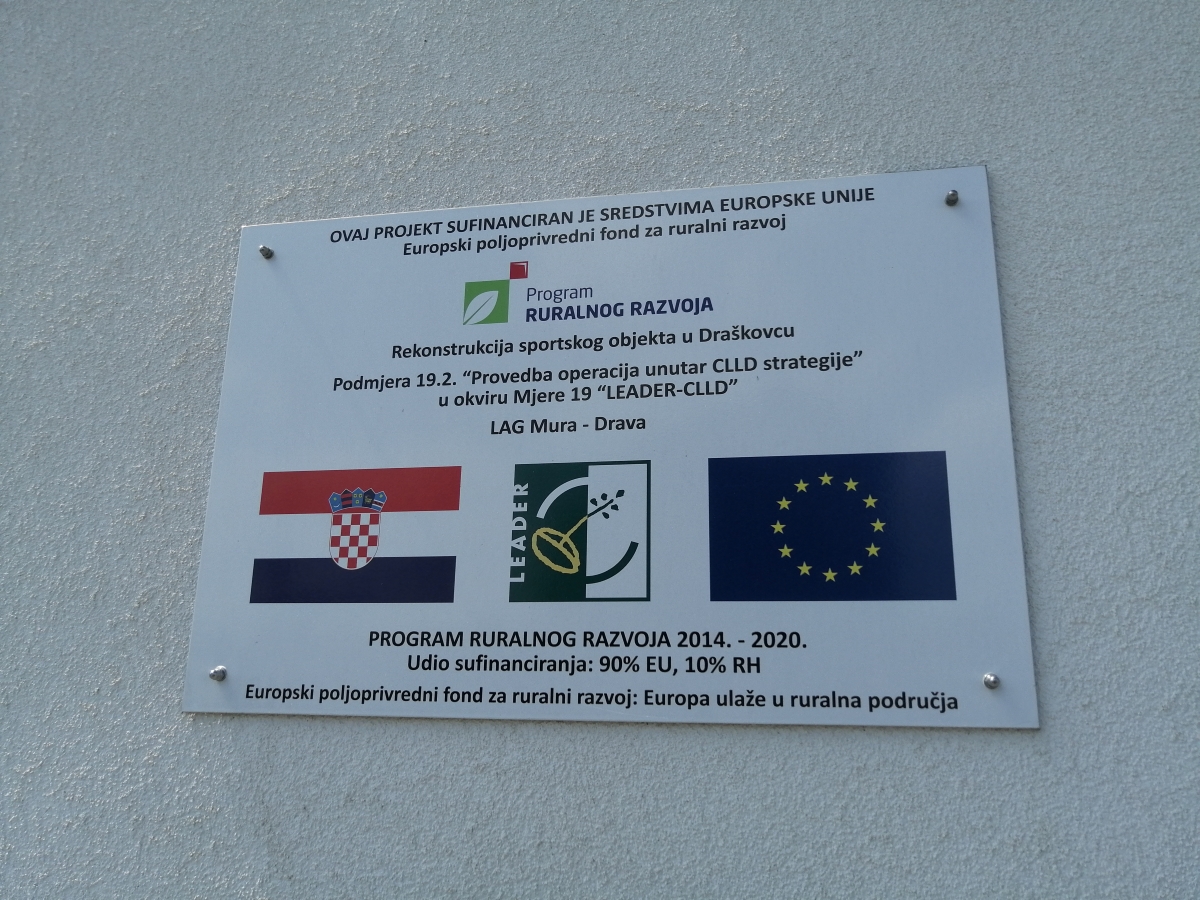 OVAJ PROJEKT SUFINANCIRAN JE SREDSTVIMA EUROPSKE UNIJE
Europski poljoprivredni fond za ruralni razvoj
Program
RURALNOG RAZVOJA
Rekonstrukcija sportskog objekta u Draškovcu
Podmjera 19.2. “Provedba operacija unutar CLLD strategije”
u okviru Mjere 19 “LEADER-CLLD”
LAG Mura - Drava
LEADER
PROGRAM RURALNOG RAZVOJA 2014. - 2020.
Udio sufinanciranja: 90% EU, 10% RH
Europski poljoprivredni fond za ruralni razvoj: Europa ulaže u ruralna područja